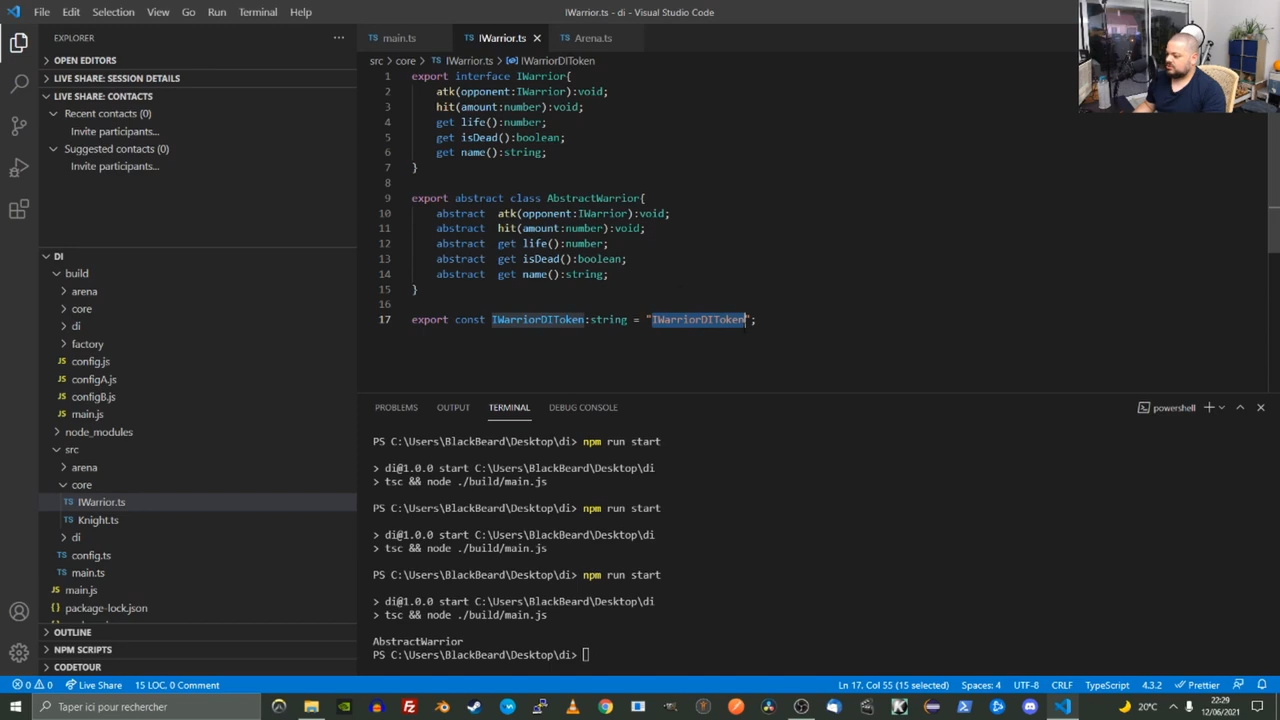 File Edit Selection View Go Run Terminal Help
IWarrior.ts - di - Visual Studio Code
EXPLORER
OPEN EDITORS
LIVE SHARE: SESSION DETAILS
LIVE SHARE: CONTACTS
Recent contacts (0)
Invite participants...
Suggested contacts (0)
Invite participants...
DI
build
arena
core
di
factory
config.js
configA.js
configB.js
main.js
node_modules
src
arena
core
IWarrior.ts
Knight.ts
di
config.ts
main.ts
main.js
package-lock.json
OUTLINE
NPM SCRIPTS
CODETOUR
main.ts IWarrior.ts Arena.ts
src > core > IWarrior.ts > IWarriorDIToken
1 export interface IWarrior{
2 atk(opponent:IWarrior):void;
3 hit(amount:number):void;
4 get life():number;
5 get isDead():boolean;
6 get name():string;
7 }
8
9 export abstract class AbstractWarrior{
10 abstract atk(opponent:IWarrior):void;
11 abstract hit(amount:number):void;
12 abstract get life():number;
13 abstract get isDead():boolean;
14 abstract get name():string;
15 }
16
17 export const IWarriorDIToken:string = "IWarriorDIToken";
PROBLEMS OUTPUT TERMINAL DEBUG CONSOLE
powershell
PS C:\Users\BlackBeard\Desktop\di> npm run start
> di@1.0.0 start C:\Users\BlackBeard\Desktop\di
> tsc && node ./build/main.js
PS C:\Users\BlackBeard\Desktop\di> npm run start
> di@1.0.0 start C:\Users\BlackBeard\Desktop\di
> tsc && node ./build/main.js
PS C:\Users\BlackBeard\Desktop\di> npm run start
> di@1.0.0 start C:\Users\BlackBeard\Desktop\di
> tsc && node ./build/main.js
AbstractWarrior
PS C:\Users\BlackBeard\Desktop\di>
0 0 Live Share 15 LOC, 0 Comment
Ln 17, Col 55 (15 selected) Spaces: 4 UTF-8 CRLF TypeScript 4.3.2 Prettier
Taper ici pour rechercher
20°C
22:29
12/06/2021